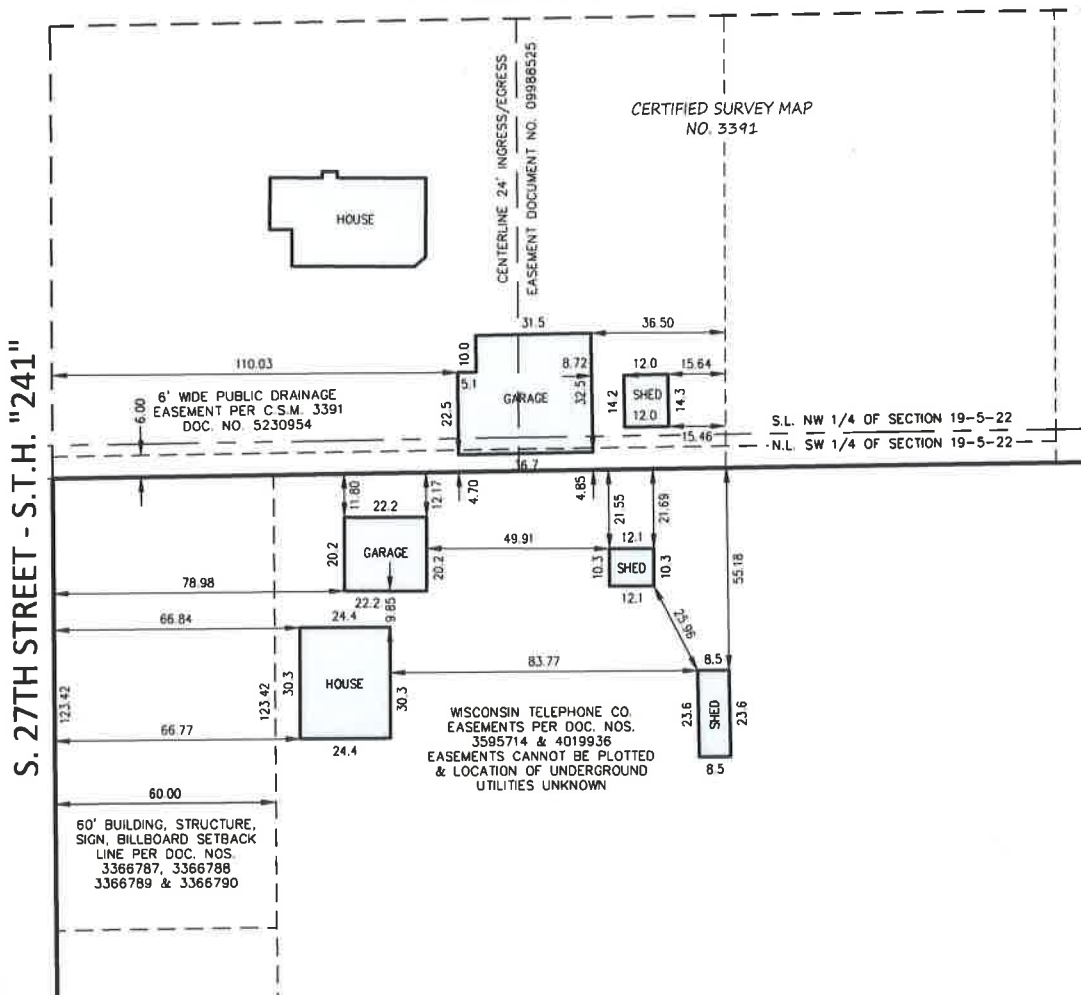 CENTERLINE 24' INGRESS/EGRESS
EASEMENT DOCUMENT NO. 09988525
CERTIFIED SURVEY MAP
NO. 3391
HOUSE
31.5
36.50
110.03
10.0
5.1
8.72
GARAGE
32.5
22.5
12.0
15.64
14.2
SHED
14.3
12.0
15.46
6' WIDE PUBLIC DRAINAGE
EASEMENT PER C.S.M. 3391
DOC. NO. 5230954
6.00
S.L. NW 1/4 OF SECTION 19-5-22
N.L. SW 1/4 OF SECTION 19-5-22
S. 27TH STREET - S.T.H. "241"
11.80
12.17
4.70
4.85
21.55
21.69
55.18
22.2
20.2
GARAGE
20.2
22.2
49.91
12.1
10.3
SHED
10.3
12.1
78.98
9.85
66.84
24.4
25.96
83.77
8.5
30.3
HOUSE
30.3
24.4
23.6
SHED
23.6
8.5
123.42
123.42
66.77
WISCONSIN TELEPHONE CO.
EASEMENTS PER DOC. NOS.
3595714 & 4019936
EASEMENTS CANNOT BE PLOTTED
& LOCATION OF UNDERGROUND
UTILITIES UNKNOWN
60.00
60' BUILDING, STRUCTURE,
SIGN, BILLBOARD SETBACK
LINE PER DOC. NOS.
3366787, 3366788
3366789 & 3366790